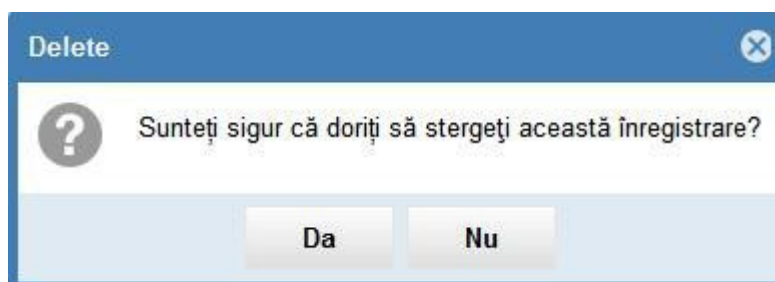 Delete
Sunteți sigur că doriți să stergeţi această înregistrare?
Da
Nu